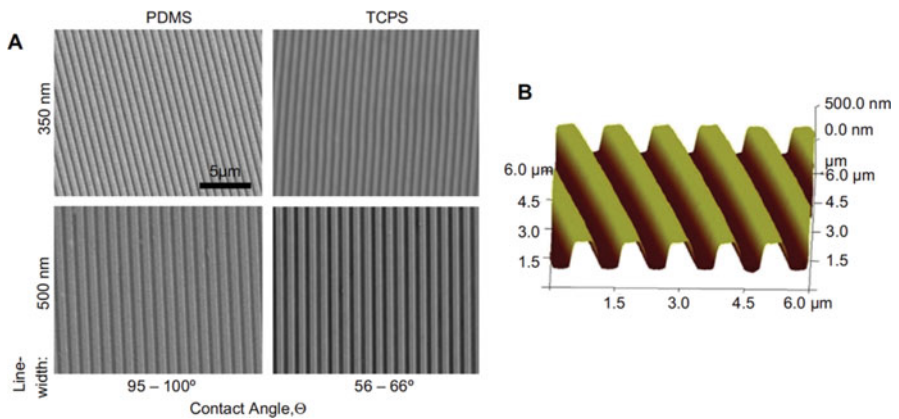 PDMS TCPS
A
350 nm
5µm
500 nm
Line-
width:
95 – 100º 56 – 66º
Contact Angle,Θ
B
500.0 nm
0.0 nm
µm
6.0 µm 6.0 µm
4.5 4.5
3.0 3.0
1.5 1.5
1.5 3.0 4.5 6.0 µm